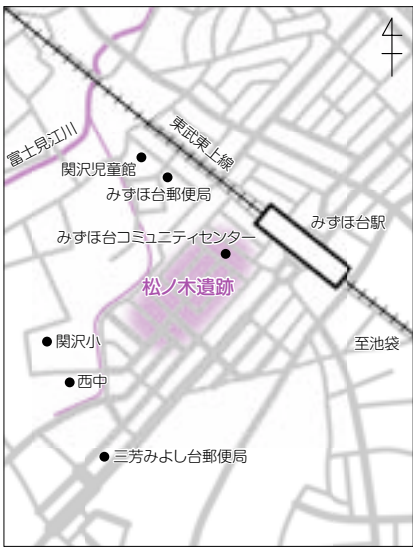 東武東上線
富士見江川
関沢児童館
みずほ台郵便局
みずほ台駅
みずほ台コミュニティセンター
松ノ木遺跡
関沢小
至池袋
西中
三芳みよし台郵便局